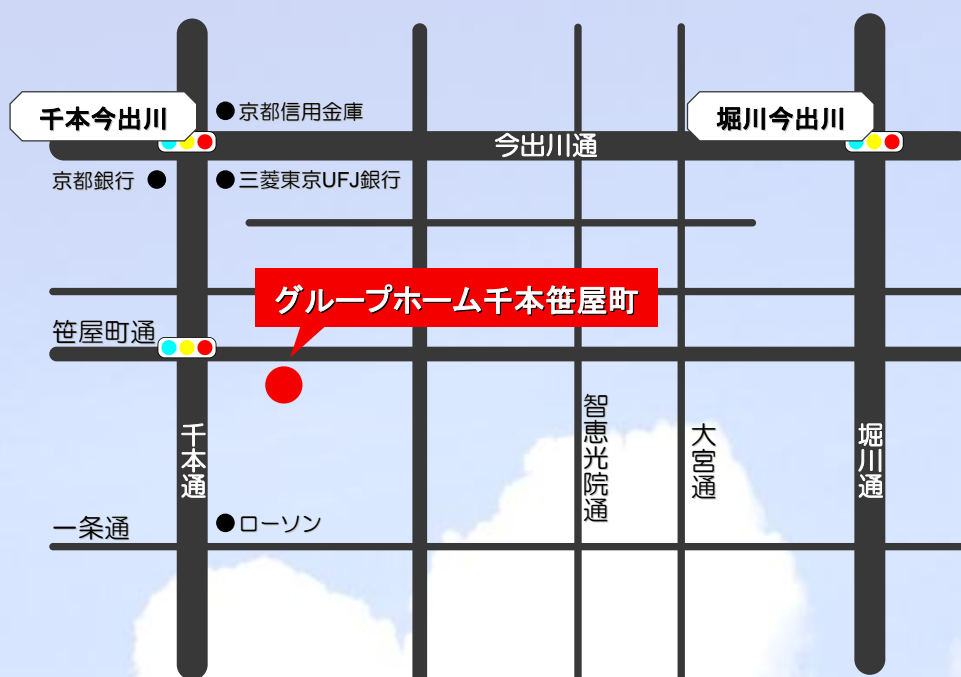 千本今出川
京都信用金庫
堀川今出川
今出川通
京都銀行
三菱東京UFJ銀行
グループホーム千本笹屋町
笹屋町通
智恵光院通
千本通
大宮通
堀川通
一条通
ローソン